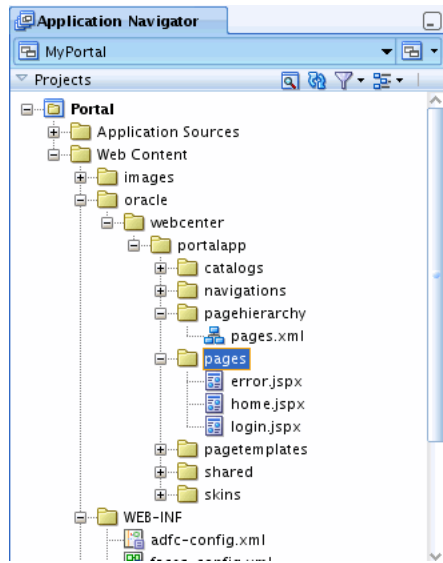 Application Navigator
MyPortal
Projects
Portal
Application Sources
Web Content
images
oracle
webcenter
portalapp
catalogs
navigations
pagehierarchy
pages.xml
pages
error.jspx
home.jspx
login.jspx
pagetemplates
shared
skins
WEB-INF
adfc-config.xml